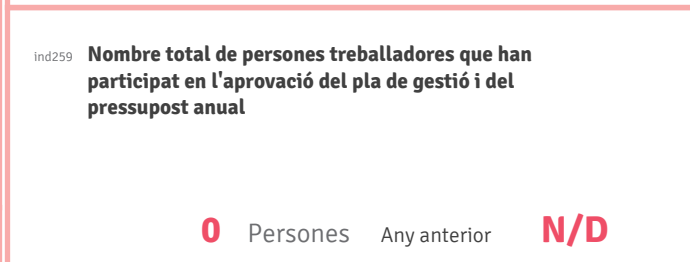 ind259 Nombre total de persones treballadores que han
participat en l'aprovació del pla de gestió i del
pressupost anual
0 Persones Any anterior N/D